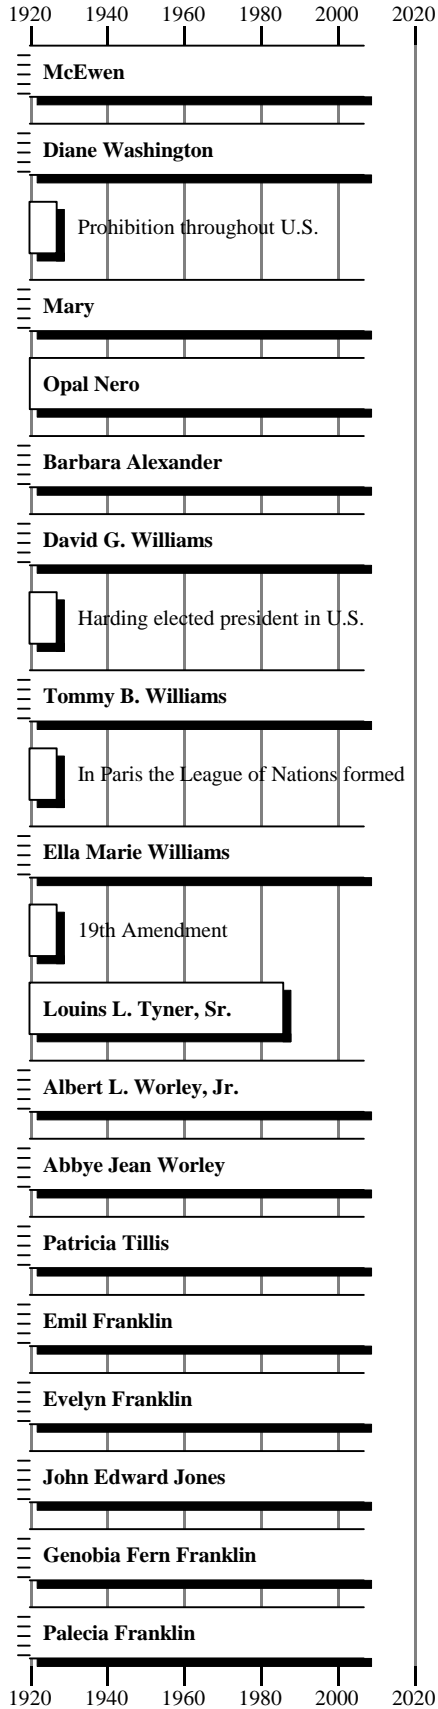 1920 1940 1960 1980 2000 2020
McEwen
Diane Washington
Prohibition throughout U.S.
Mary
Opal Nero
Barbara Alexander
David G. Williams
Harding elected president in U.S.
Tommy B. Williams
In Paris the League of Nations formed
Ella Marie Williams
19th Amendment
Louins L. Tyner, Sr.
Albert L. Worley, Jr.
Abbye Jean Worley
Patricia Tillis
Emil Franklin
Evelyn Franklin
John Edward Jones
Genobia Fern Franklin
Palecia Franklin
1920 1940 1960 1980 2000 2020